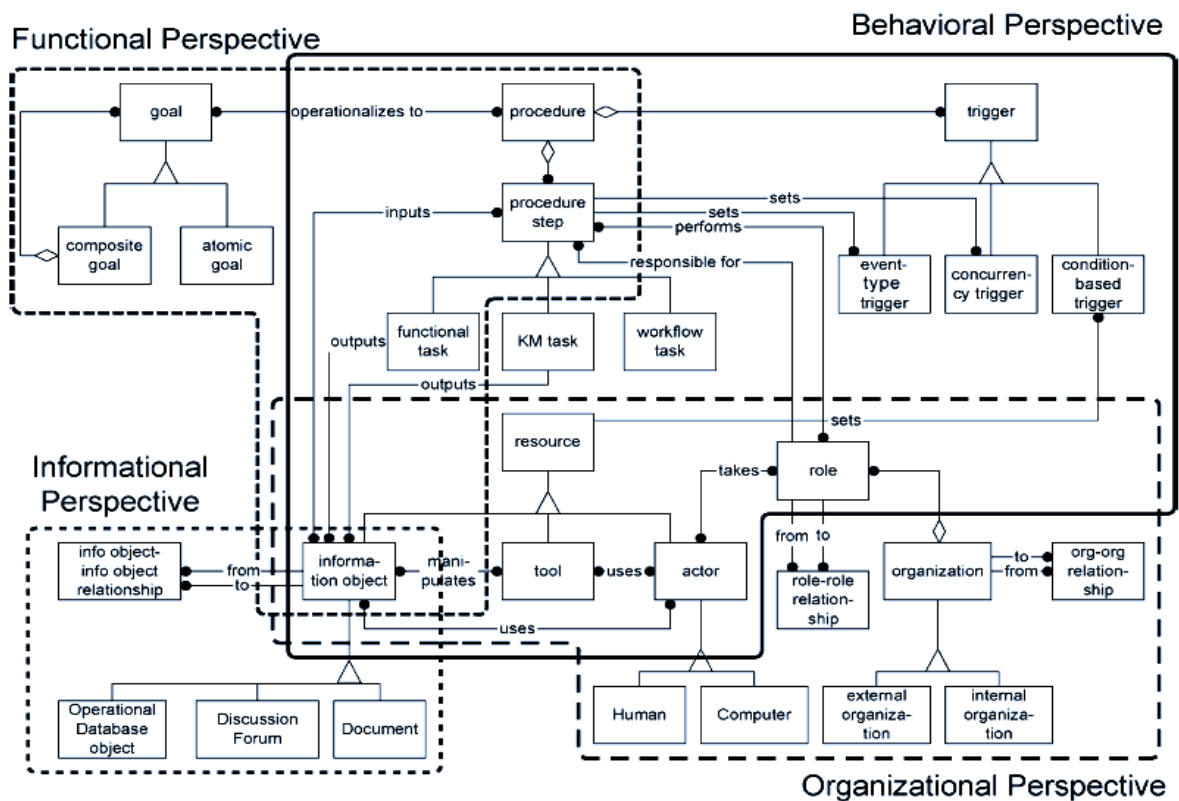 Functional Perspective
Behavioral Perspective
goal
operationalizes to
procedure
trigger
inputs
procedure
step
sets
sets
performs
responsible for
composite
goal
atomic
goal
event-
type
trigger
concurren-
cy trigger
condition-
based
trigger
outputs
functional
task
KM task
workflow
task
outputs
resource
sets
takes
role
Informational
Perspective
from
to
info object-
info object
relationship
from
to
informa-
tion object
mani-
pulates
tool
uses
actor
role-role
relation-
ship
organization
to
from
org-org
relation-
ship
uses
Operational
Database
object
Discussion
Forum
Document
Human
Computer
external
organiza-
tion
internal
organiza-
tion
Organizational Perspective